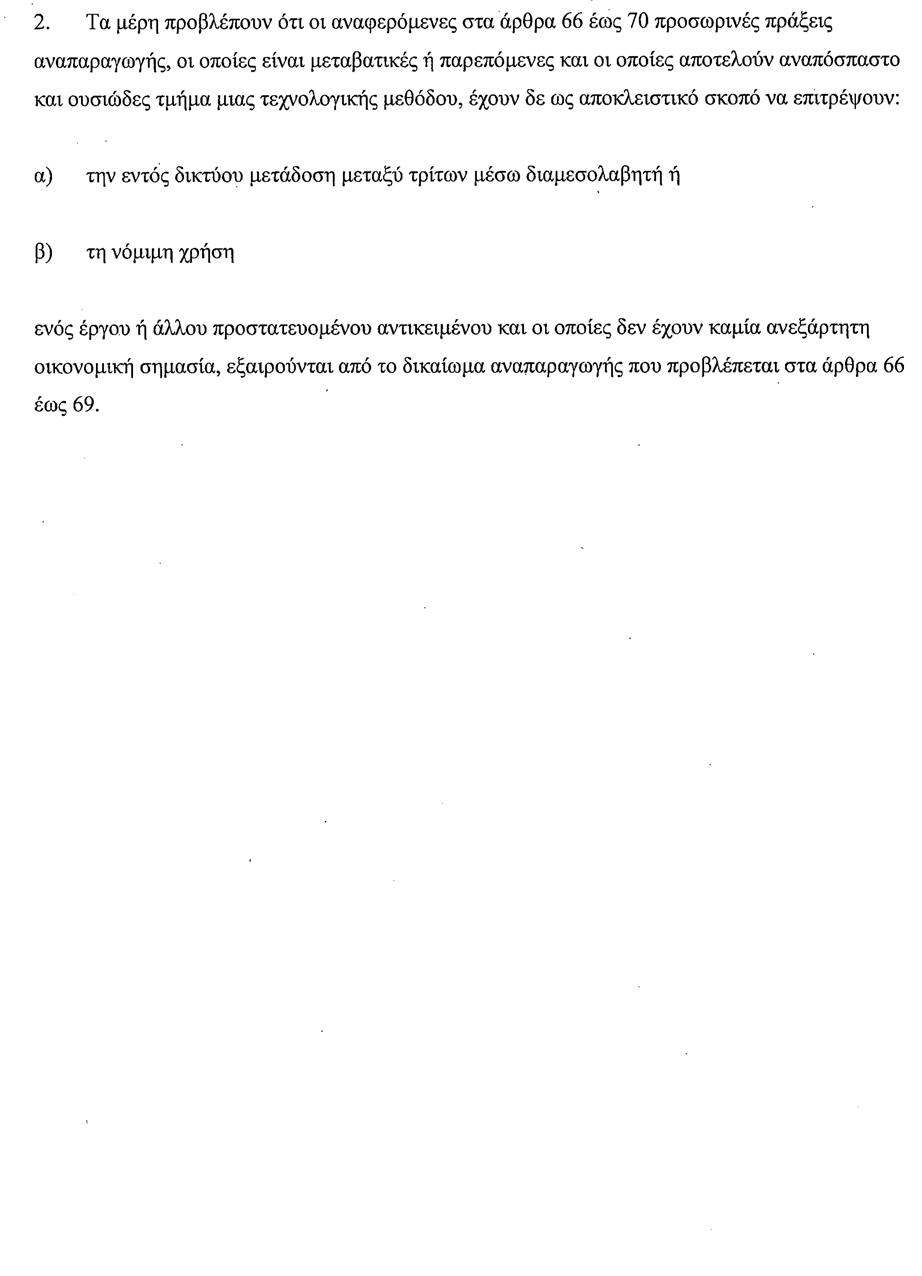 2. Τα μέρη προβλέπουν ότι οι αναφερόμενες στα άρθρα 66 έως 70 προσωρινές πράξεις
αναπαραγωγής, οι οποίες είναι μεταβατικές ή παρεπόμενες και οι οποίες αποτελούν αναπόσπαστο
και ουσιώδες τμήμα μιας τεχνολογικής μεθόδου, έχουν δε ως αποκλειστικό σκοπό να επιτρέψουν:
α) την εντός δικτύου μετάδοση μεταξύ τρίτων μέσω διαμεσολαβητή ή
β) τη νόμιμη χρήση
ενός έργου ή άλλου προστατευομένου αντικειμένου και οι οποίες δεν έχουν καμία ανεξάρτητη
οικονομική σημασία, εξαιρούνται από το δικαίωμα αναπαραγωγής που προβλέπεται στα άρθρα 66
έως 69.